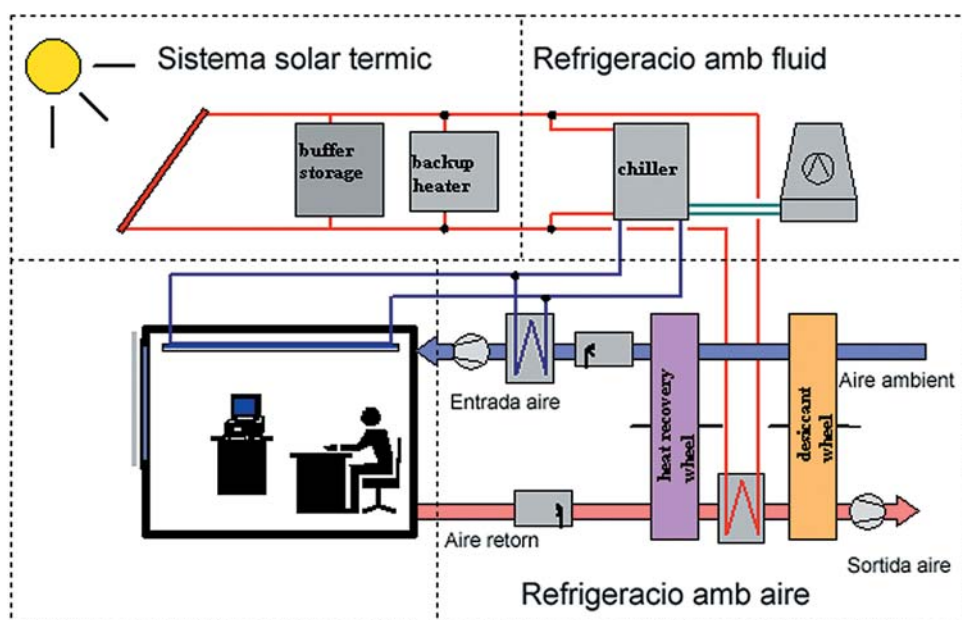 Sistema solar termic
Refrigeracio amb fluid
buffer
storage
backup
heater
chiller
Entrada aire
Aire ambient
heat recovery
wheel
desiccant
wheel
Aire retorn
Sortida aire
Refrigeracio amb aire